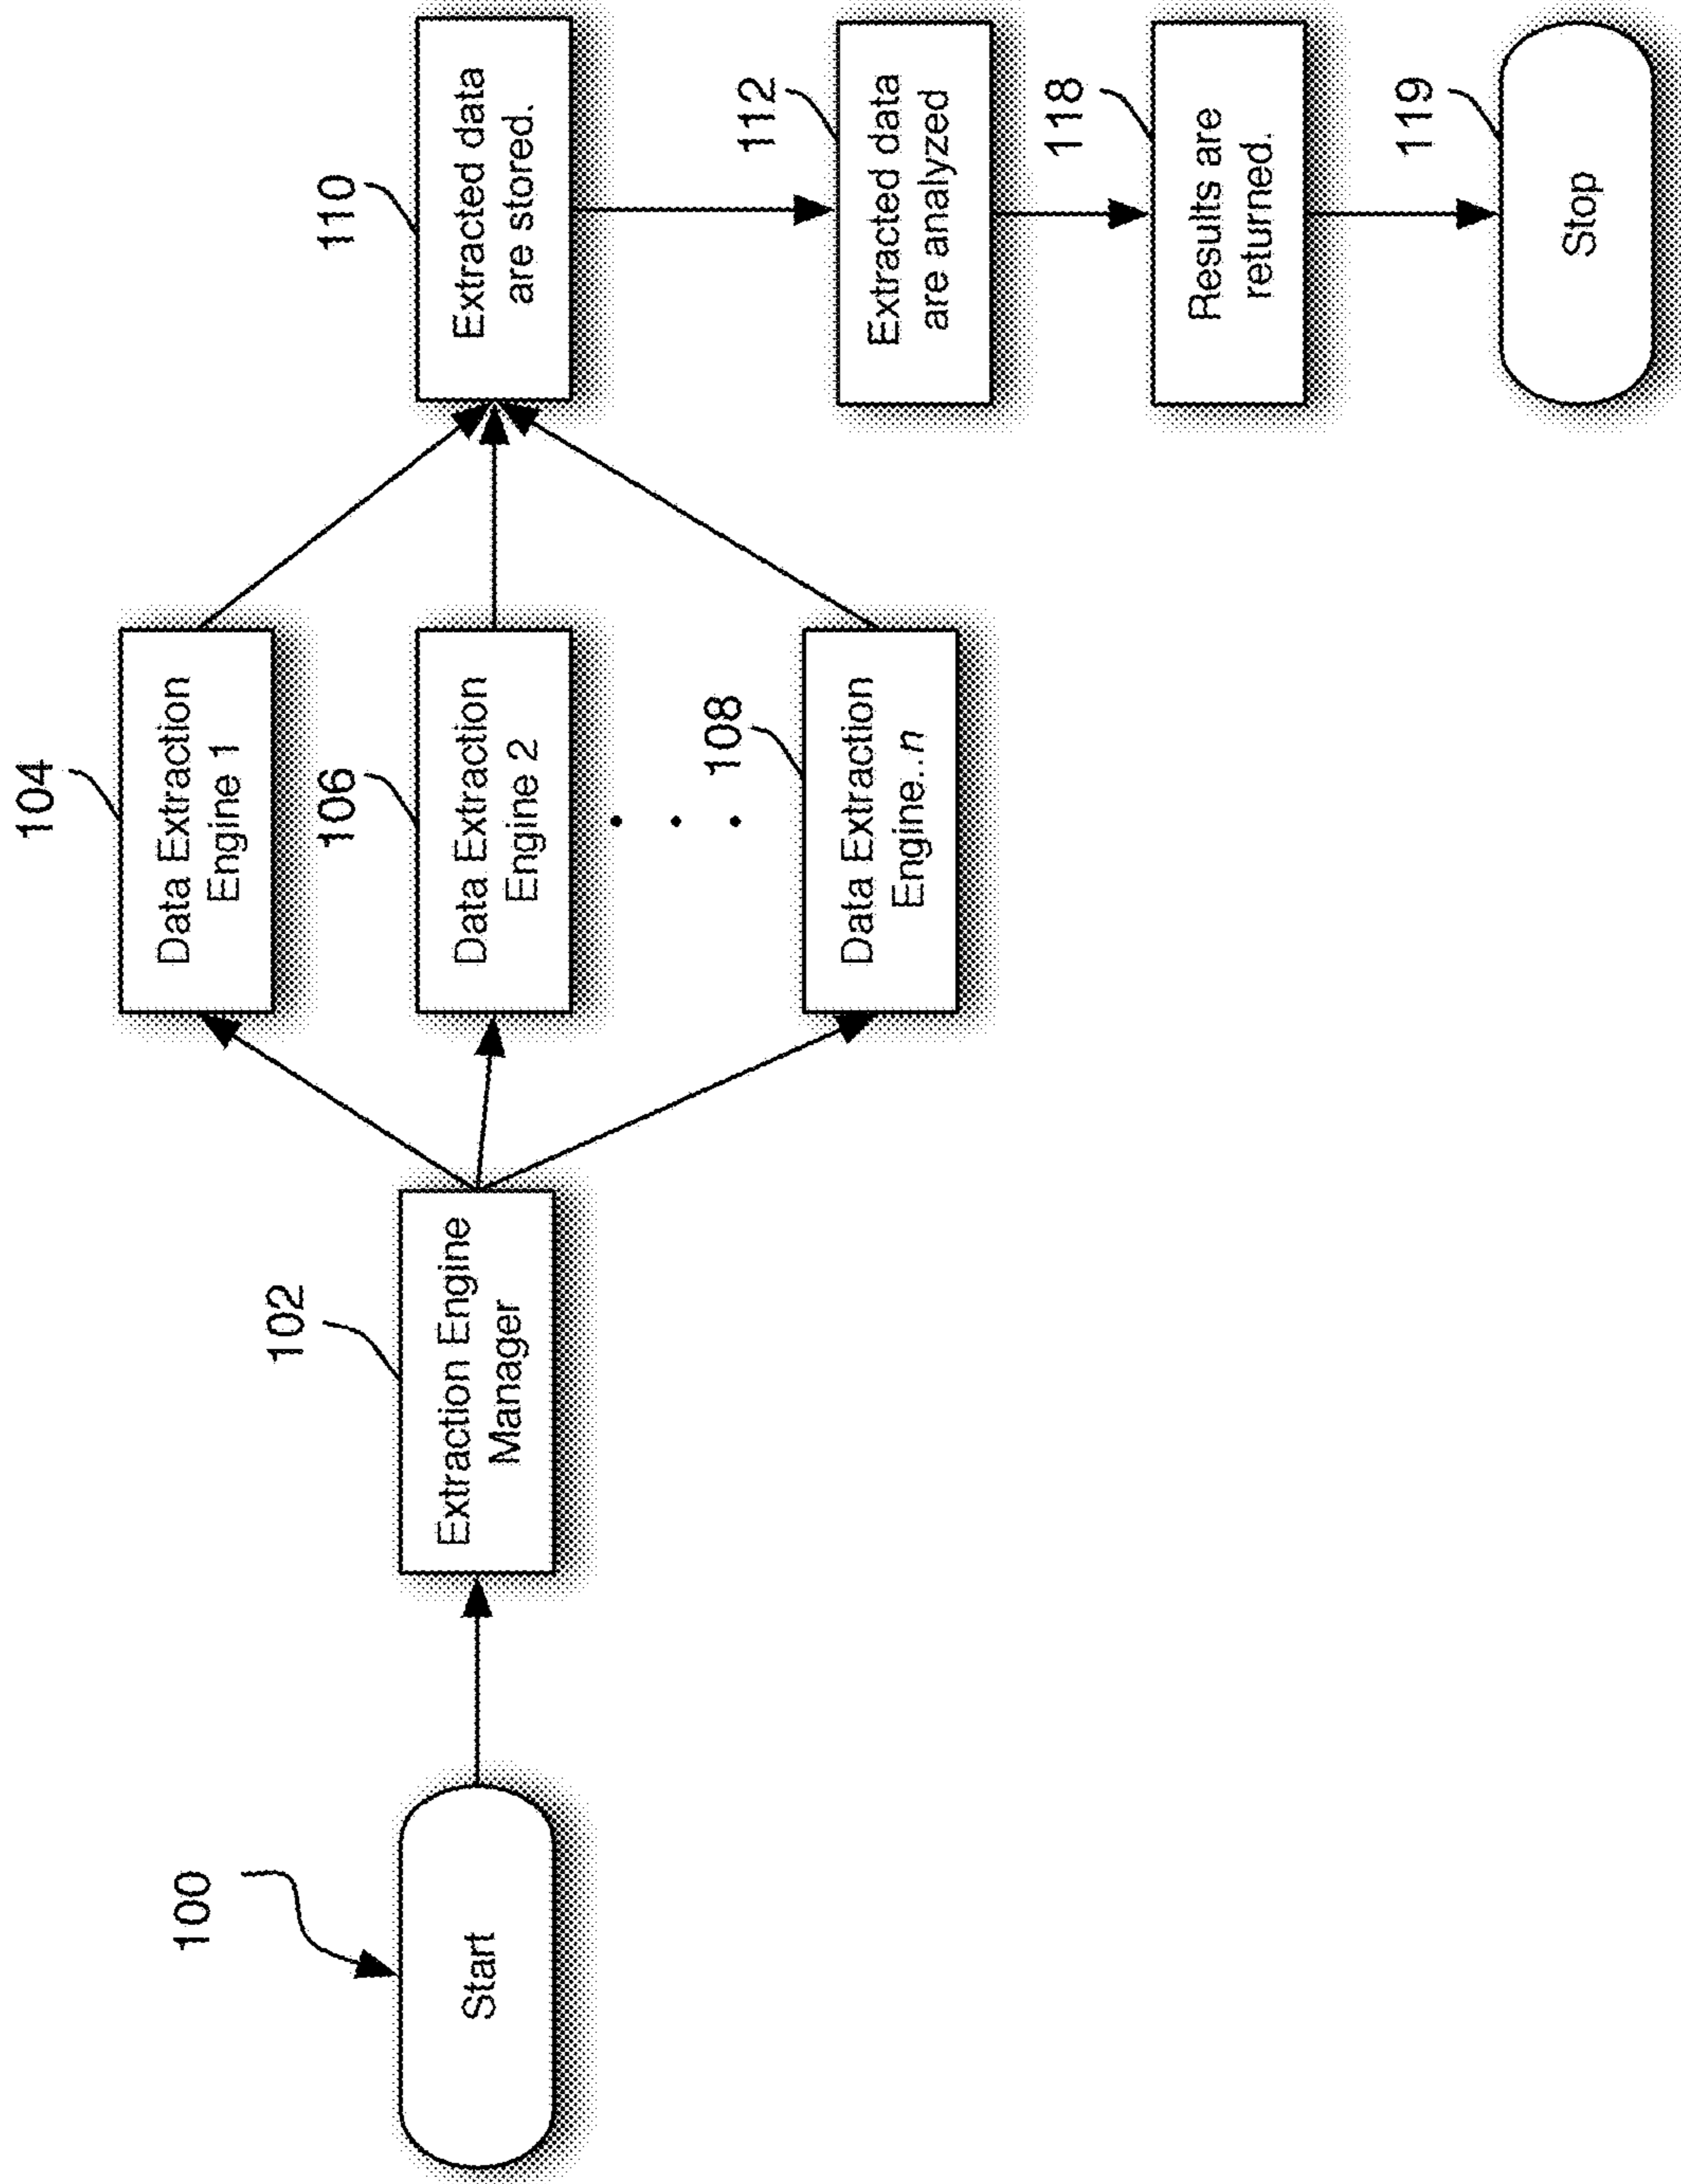 100
Start
102
Extraction Engine
Manager
104
Data Extraction
Engine 1
106
Data Extraction
Engine 2
108
Data Extraction
Engine..n
110
Extracted data
are stored.
112
Extracted data
are analyzed
118
Results are
returned.
119
Stop